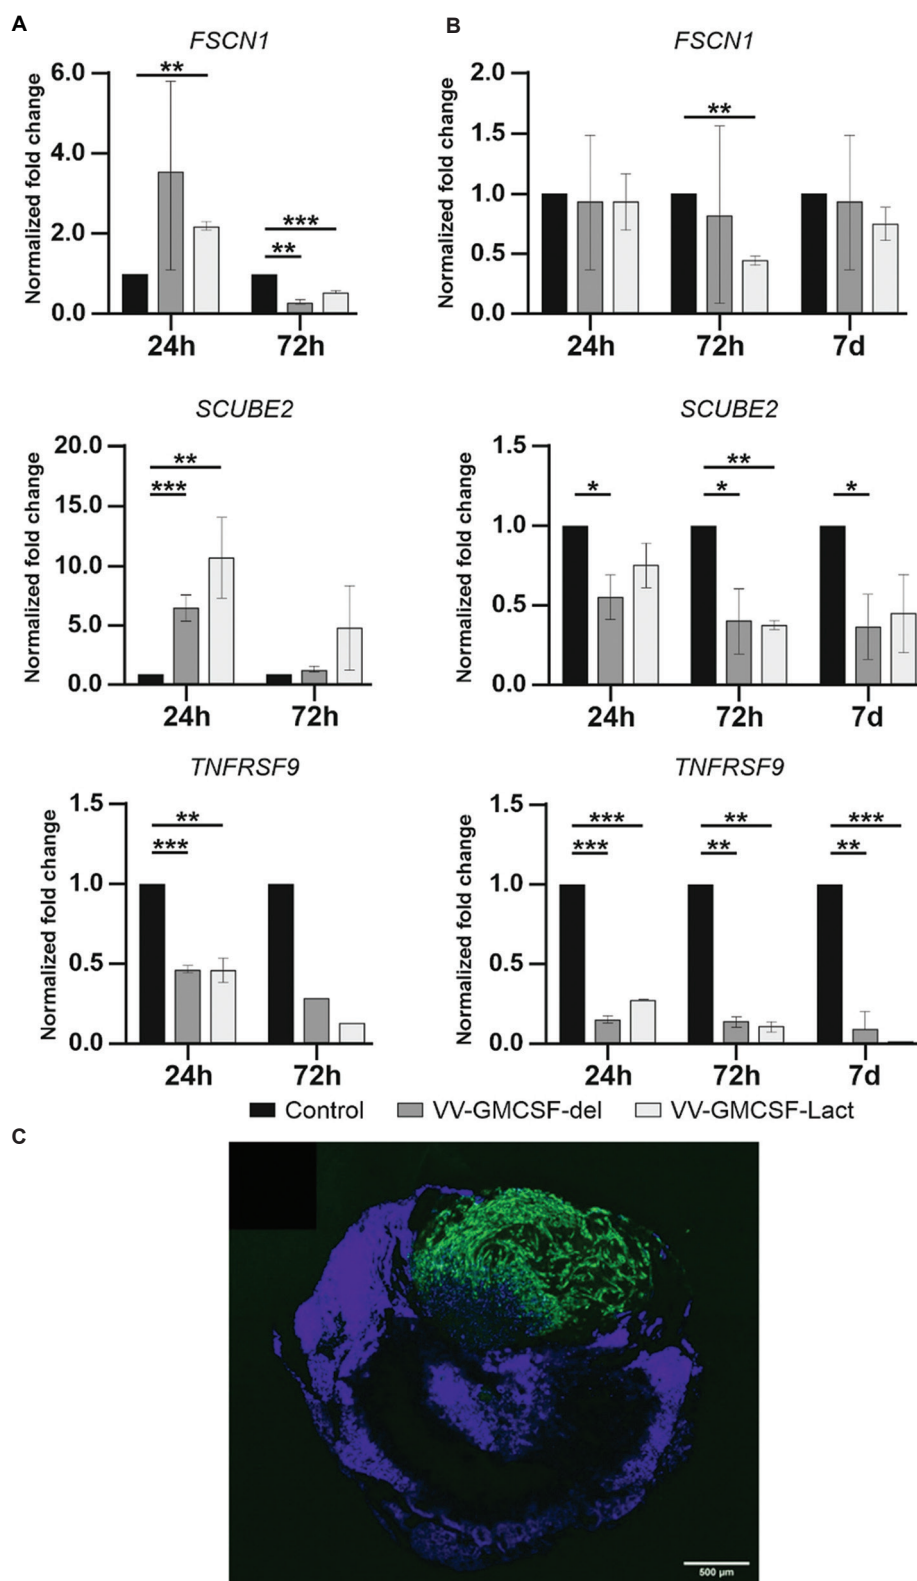 A
B
FSCN1
FSCN1
Normalized fold change
6.0
4.0
2.0
0.0
**
***
**
24h
72h
Normalized fold change
2.0
1.5
1.0
0.5
0.0
**
24h
72h
7d
SCUBE2
SCUBE2
Normalized fold change
20.0
15.0
10.0
5.0
0.0
**
***
24h
72h
Normalized fold change
1.5
1.0
0.5
0.0
*
**
*
*
24h
72h
7d
TNFRSF9
TNFRSF9
Normalized fold change
1.5
1.0
0.5
0.0
**
***
24h
72h
Normalized fold change
1.5
1.0
0.5
0.0
***
***
**
**
***
**
24h
72h
7d
Control VV-GMCSF-del VV-GMCSF-Lact
C
500 µm